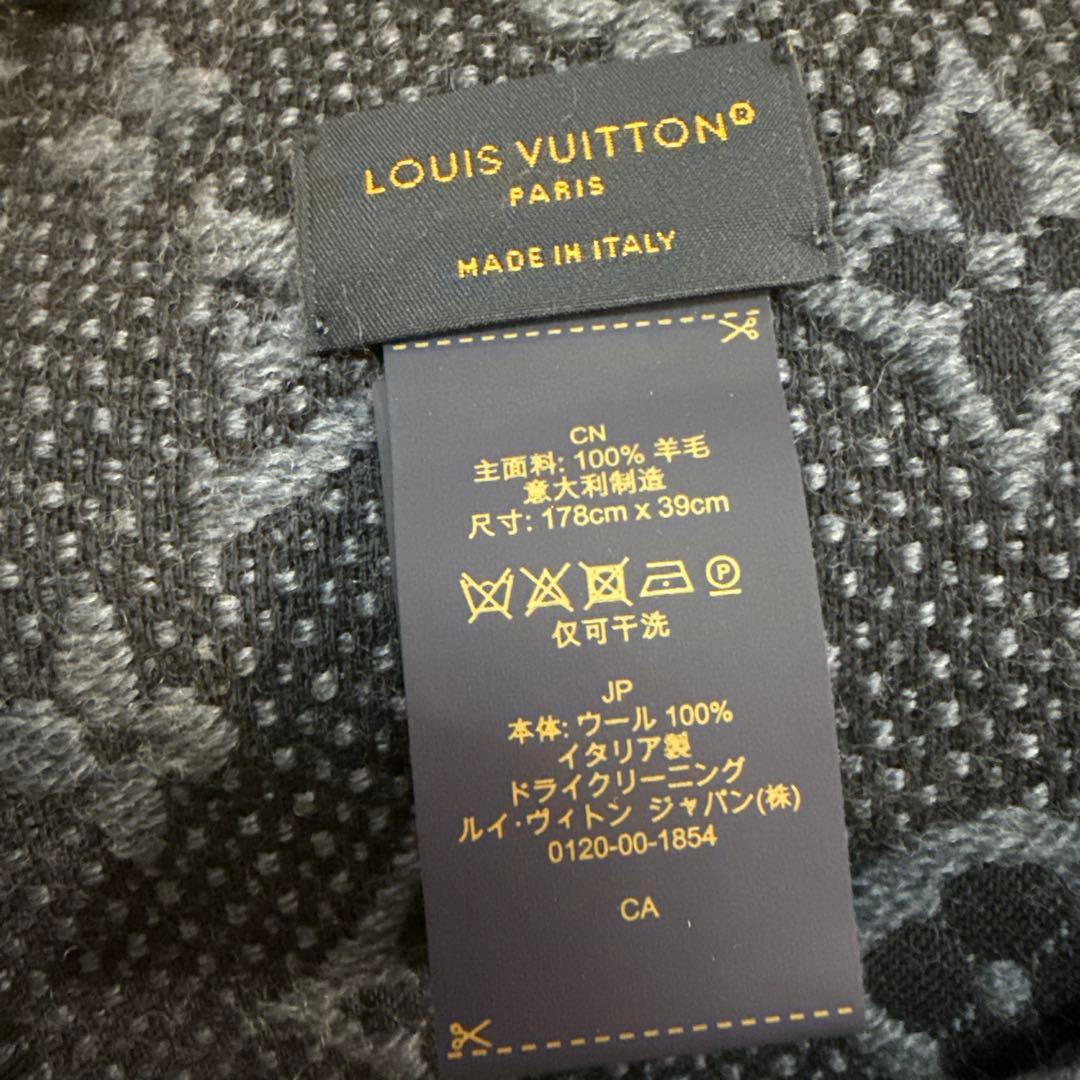 LOUIS VUITTON®
PARIS
MADE IN ITALY
CN
主面料: 100% 羊毛
意大利制造
尺寸: 178cm x 39cm
P
仅可干洗
JP
本体: ウール 100%
イタリア製
ドライクリーニング
ルイ·ヴィトン ジャパン(株)
0120-00-1854
CA